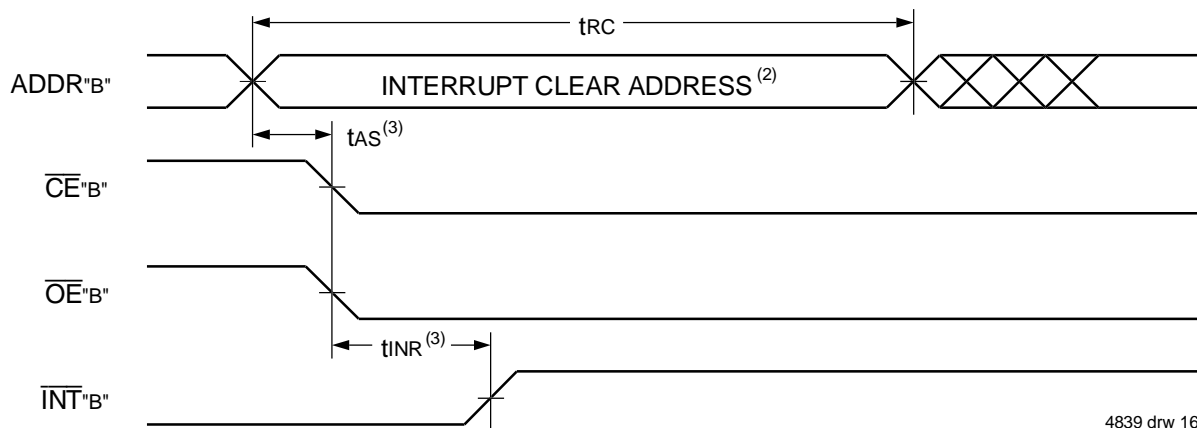 tRC
ADDR"B"
INTERRUPT CLEAR ADDRESS (2)
tAS(3)
CE"B"
OE"B"
tINR(3)
INT"B"
4839 drw 16